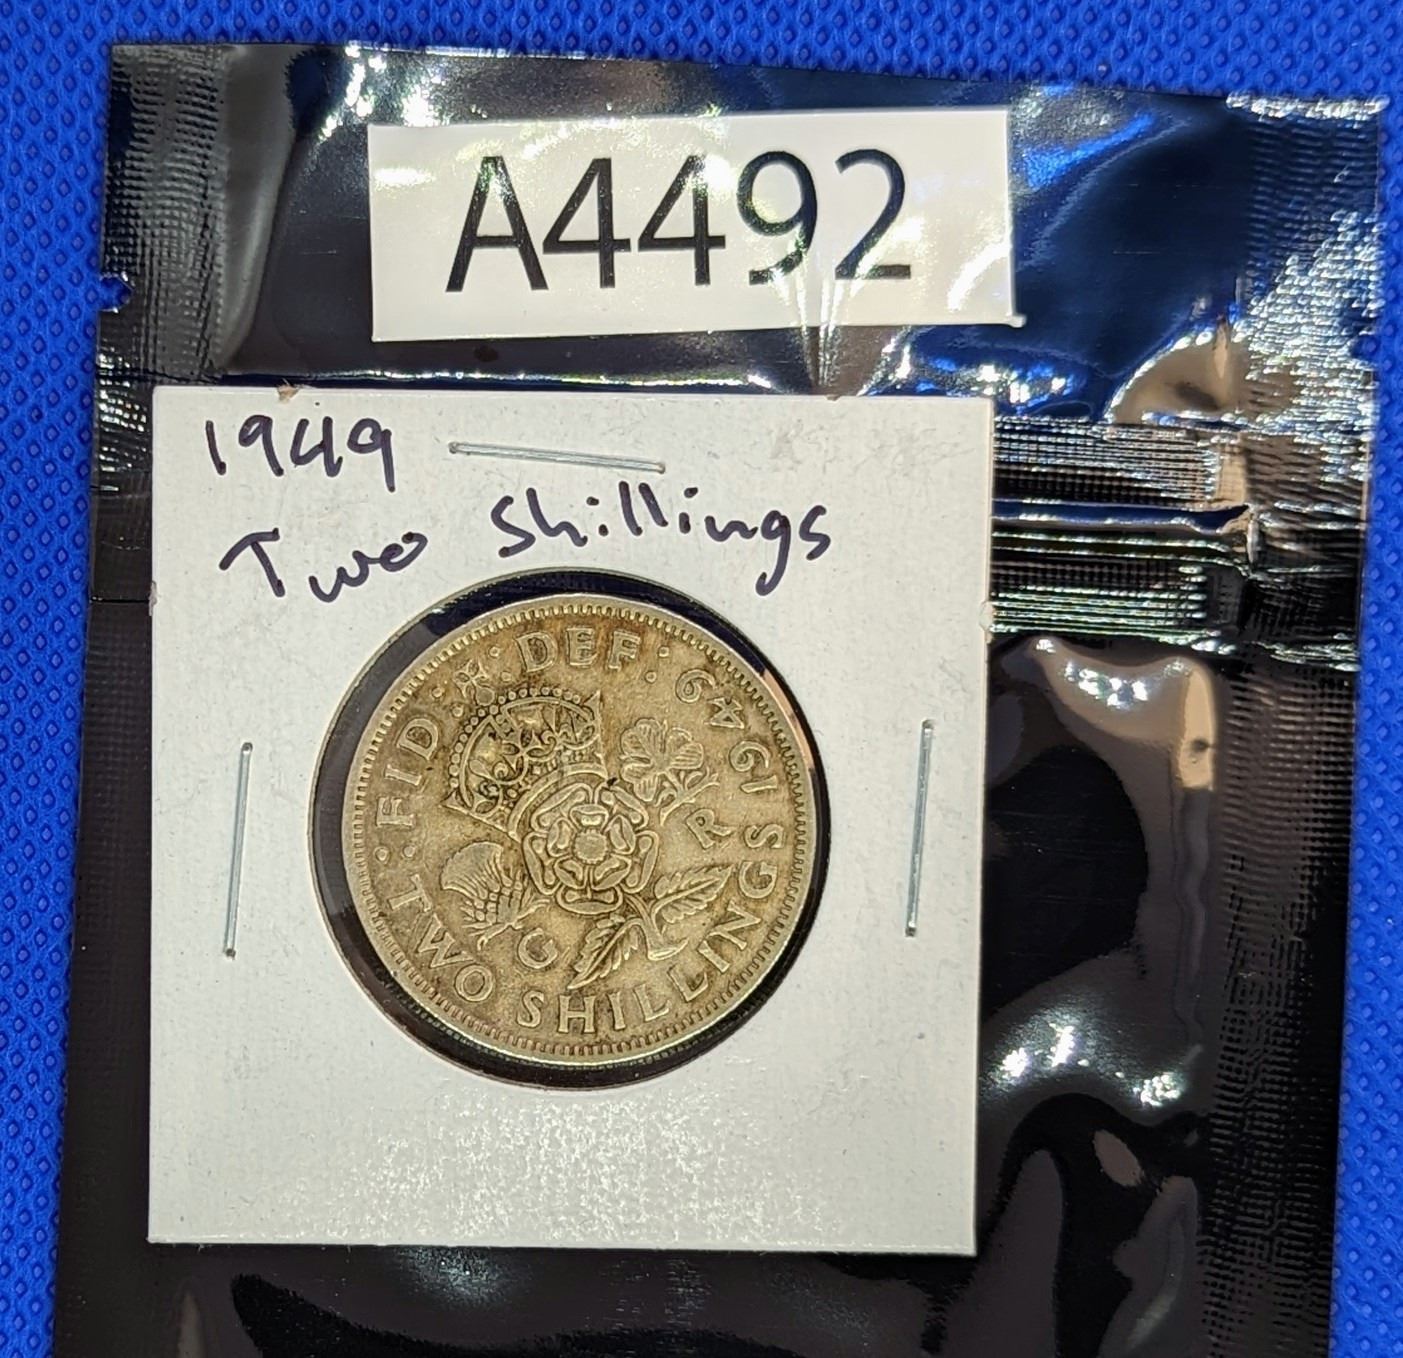 A4492
1949
Two Shillings
· FID · DEF · 1949
G R
TWO SHILLINGS